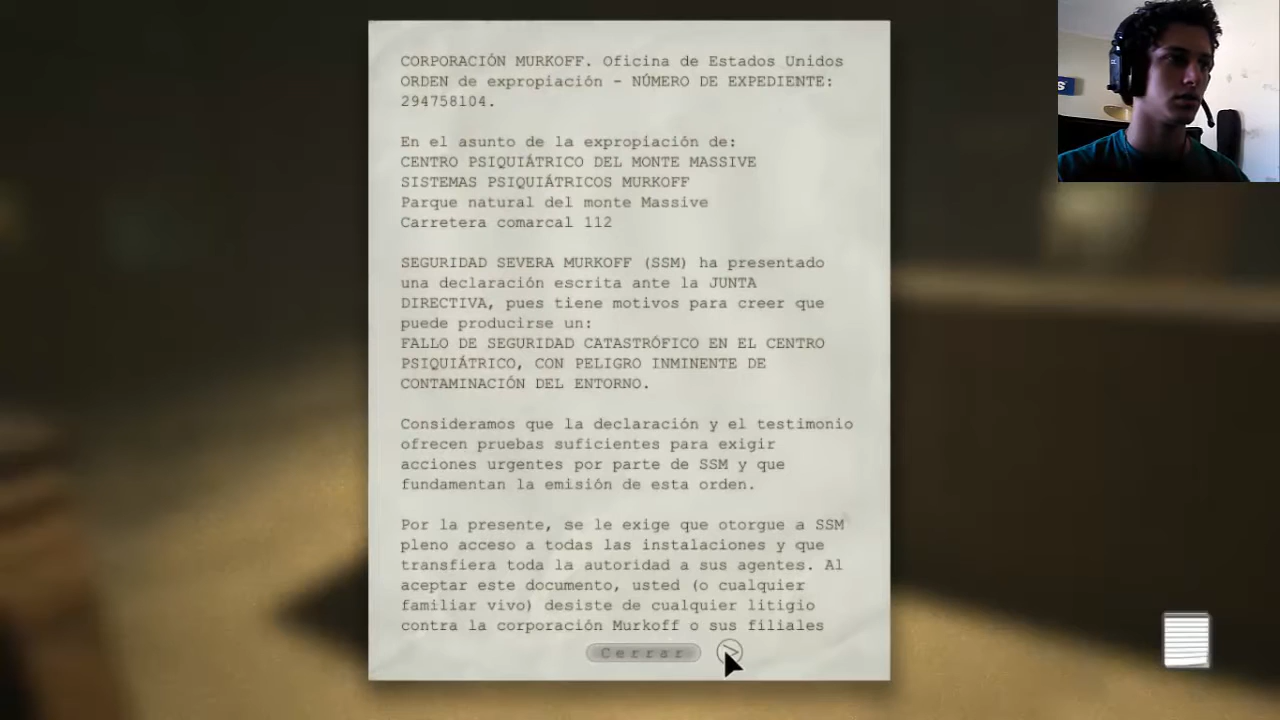 CORPORACIÓN MURKOFF. Oficina de Estados Unidos
ORDEN de expropiación - NÚMERO DE EXPEDIENTE:
294758104.
En el asunto de la expropiación de:
CENTRO PSIQUIÁTRICO DEL MONTE MASSIVE
SISTEMAS PSIQUIÁTRICOS MURKOFF
Parque natural del monte Massive
Carretera comarcal 112
SEGURIDAD SEVERA MURKOFF (SSM) ha presentado
una declaración escrita ante la JUNTA
DIRECTIVA, pues tiene motivos para creer que
puede producirse un:
FALLO DE SEGURIDAD CATASTRÓFICO EN EL CENTRO
PSIQUIÁTRICO, CON PELIGRO INMINENTE DE
CONTAMINACIÓN DEL ENTORNO.
Consideramos que la declaración y el testimonio
ofrecen pruebas suficientes para exigir
acciones urgentes por parte de SSM y que
fundamentan la emisión de esta orden.
Por la presente, se le exige que otorgue a SSM
pleno acceso a todas las instalaciones y que
transfiera toda la autoridad a sus agentes. Al
aceptar este documento, usted (o cualquier
familiar vivo) desiste de cualquier litigio
contra la corporación Murkoff o sus filiales
Cerrar